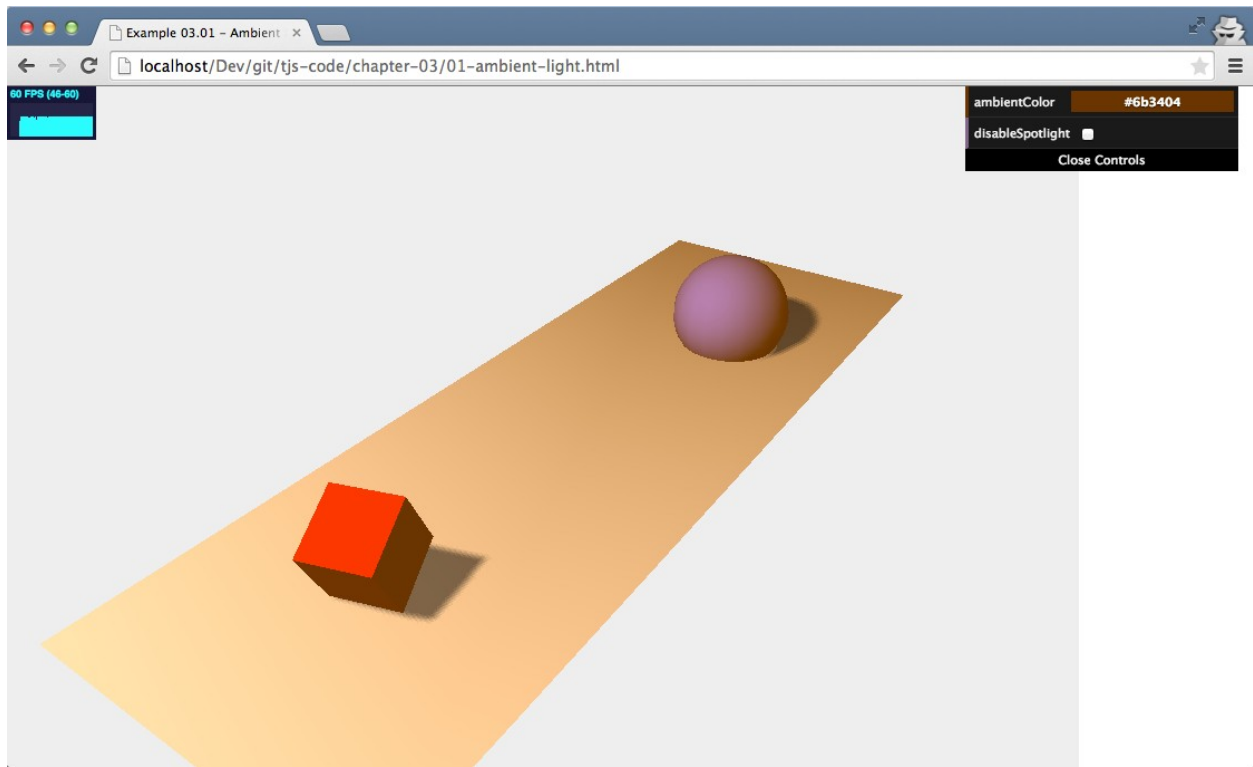 Example 03.01 - Ambient
localhost/Dev/git/tjs-code/chapter-03/01-ambient-light.html
60 FPS (46-60)
ambientColor #6b3404
disableSpotlight
Close Controls